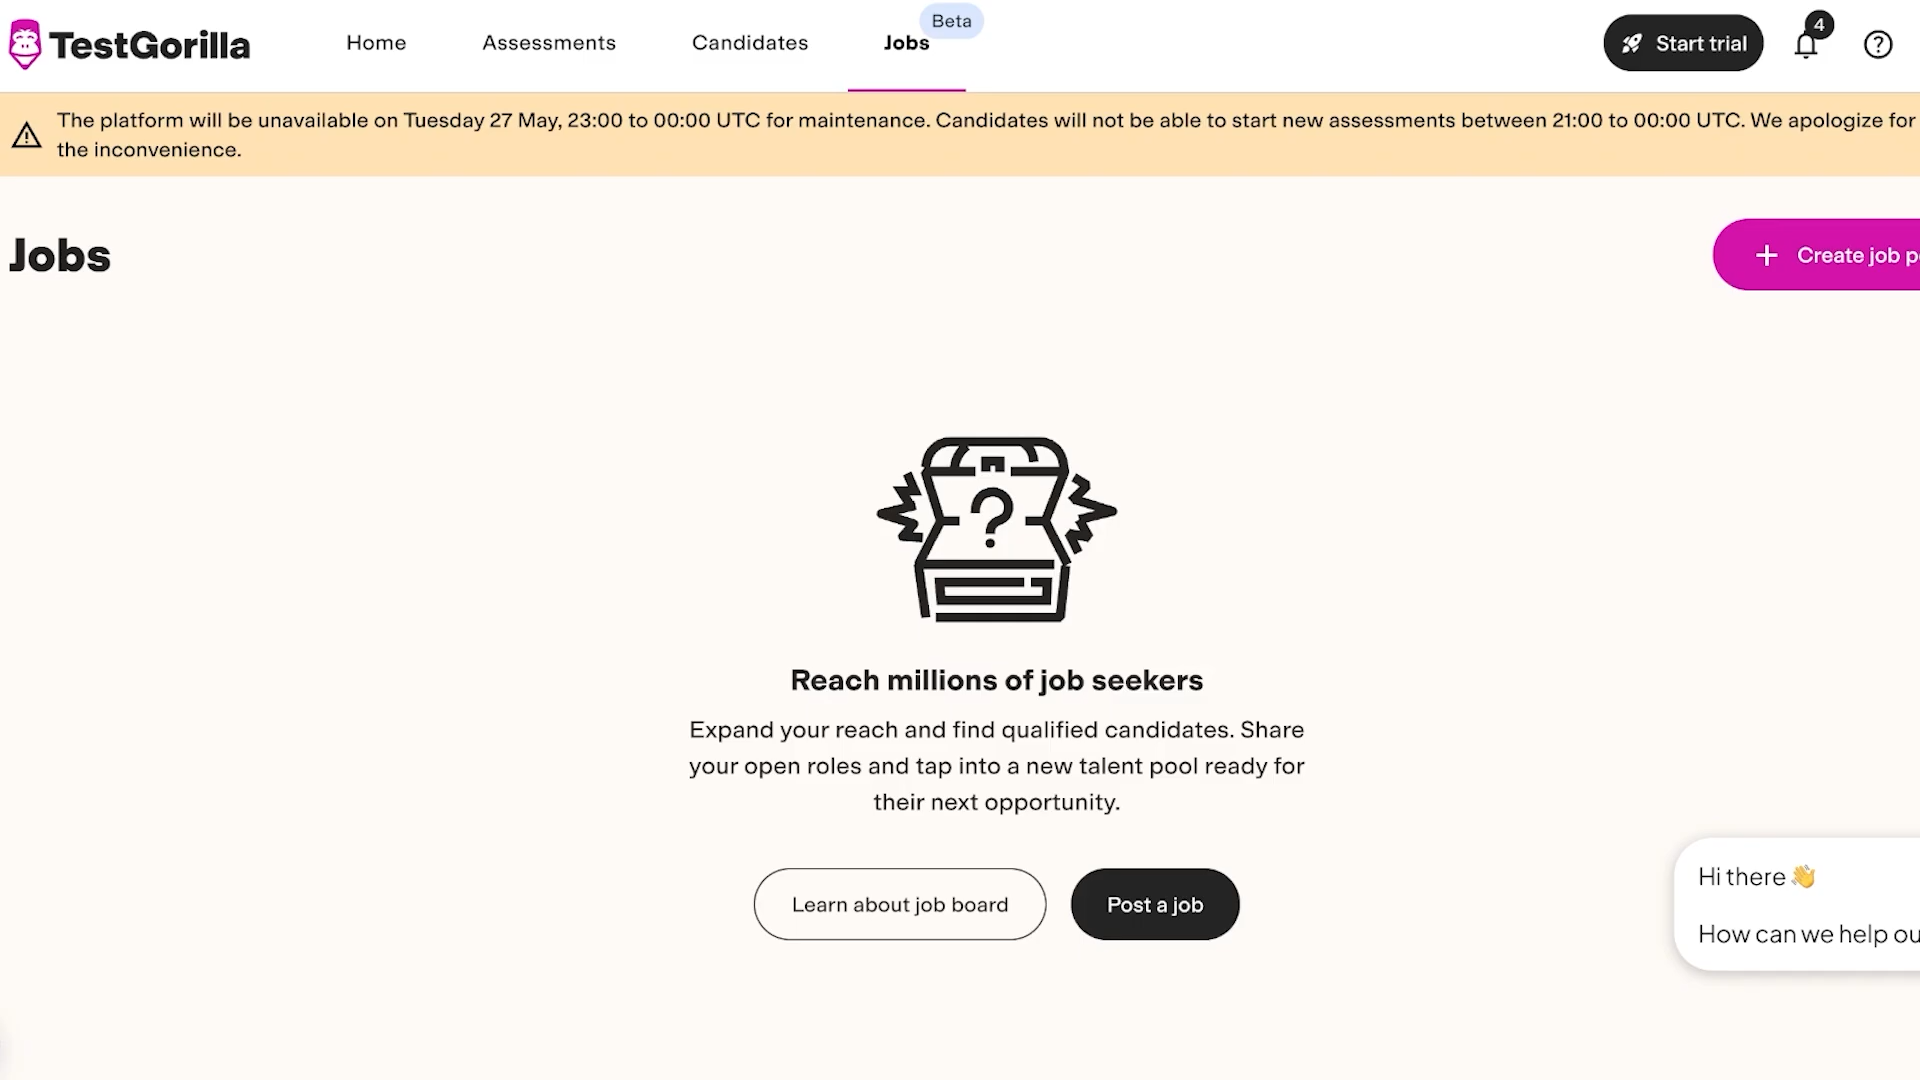 TestGorilla
Home
Assessments
Candidates
Jobs
Beta
Start trial
4
The platform will be unavailable on Tuesday 27 May, 23:00 to 00:00 UTC for maintenance. Candidates will not be able to start new assessments between 21:00 to 00:00 UTC. We apologize for
the inconvenience.
Jobs
Create job
?
Reach millions of job seekers
Expand your reach and find qualified candidates. Share
your open roles and tap into a new talent pool ready for
their next opportunity.
Learn about job board
Post a job
Hi there 👋
How can we help